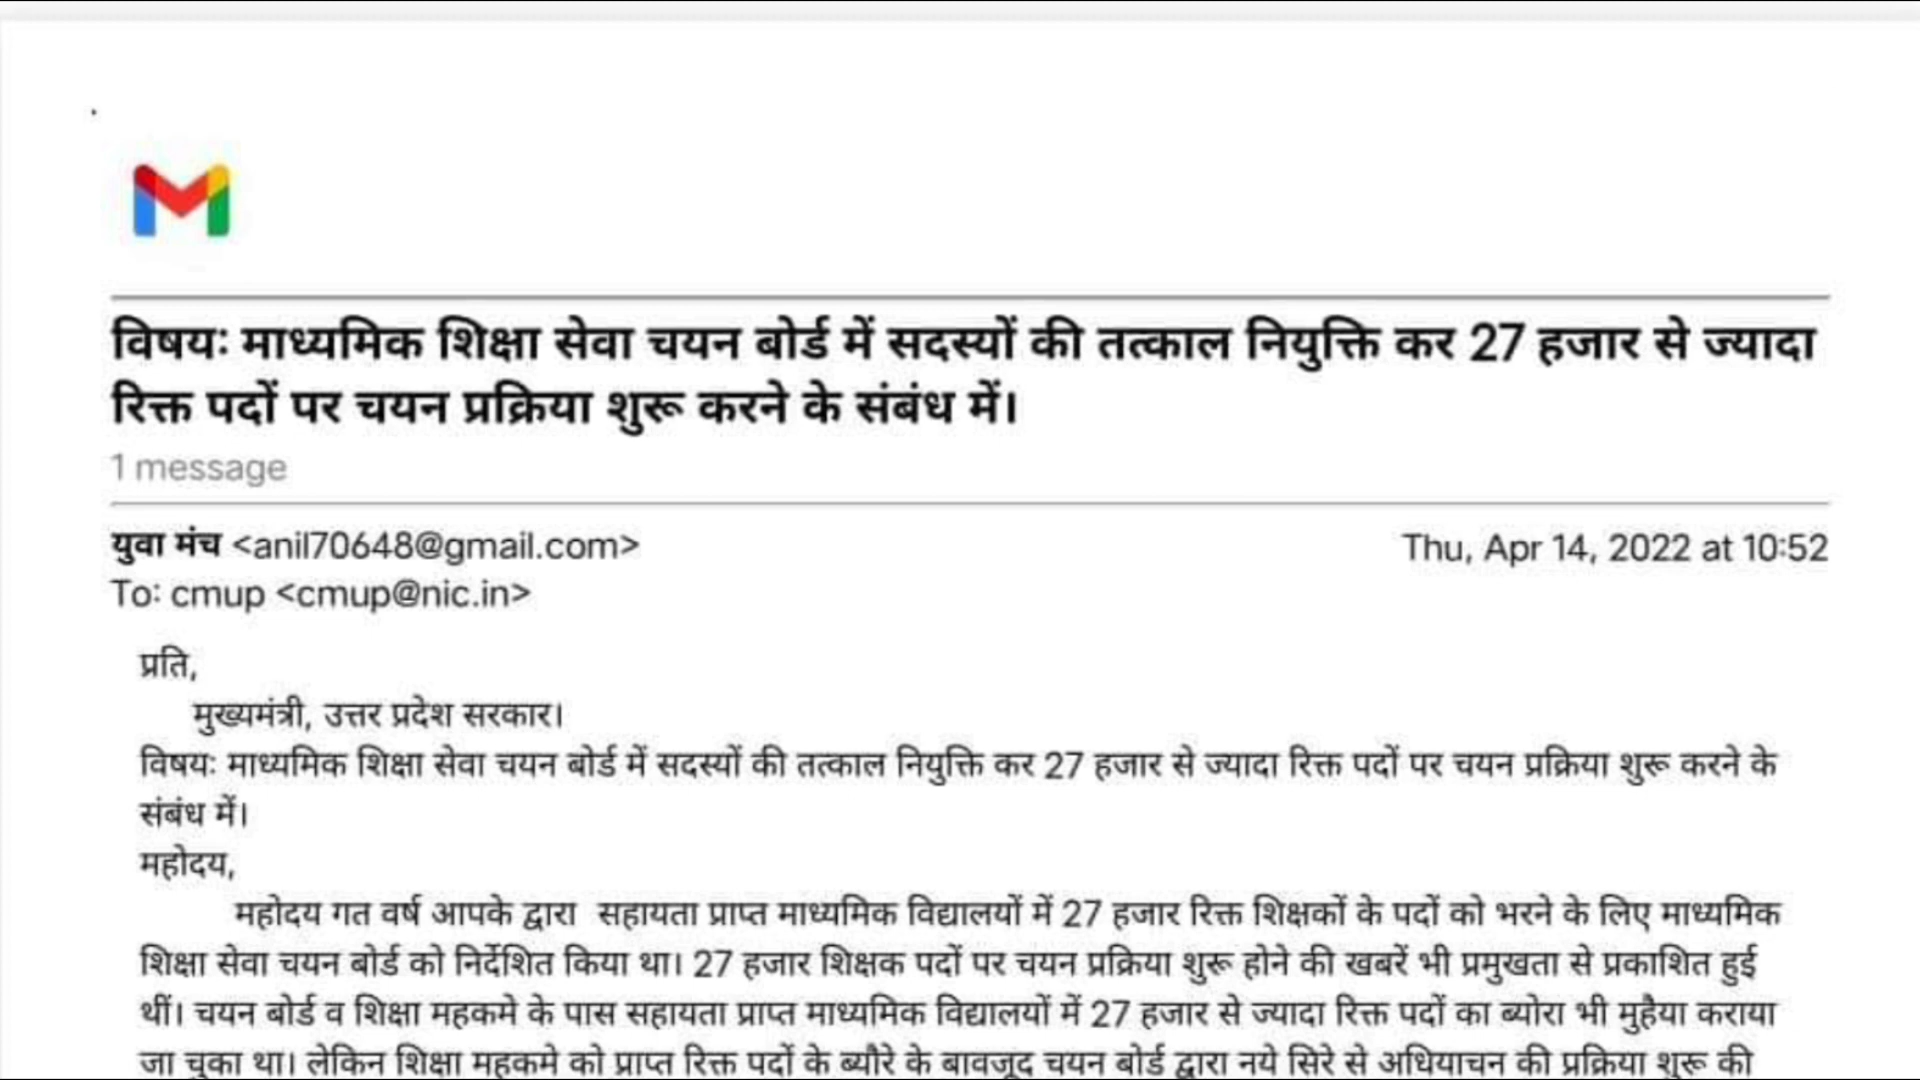 विषयः माध्यमिक शिक्षा सेवा चयन बोर्ड में सदस्यों की तत्काल नियुक्ति कर 27 हजार से ज्यादा
रिक्त पदों पर चयन प्रक्रिया शुरू करने के संबंध में।
1 message
युवा मंच <anil70648@gmail.com> Thu, Apr 14, 2022 at 10:52
To: cmup <cmup@nic.in>
प्रति,
मुख्यमंत्री, उत्तर प्रदेश सरकार।
विषयः माध्यमिक शिक्षा सेवा चयन बोर्ड में सदस्यों की तत्काल नियुक्ति कर 27 हजार से ज्यादा रिक्त पदों पर चयन प्रक्रिया शुरू करने के
संबंध में।
महोदय,
महोदय गत वर्ष आपके द्वारा सहायता प्राप्त माध्यमिक विद्यालयों में 27 हजार रिक्त शिक्षकों के पदों को भरने के लिए माध्यमिक
शिक्षा सेवा चयन बोर्ड को निर्देशित किया था। 27 हजार शिक्षक पदों पर चयन प्रक्रिया शुरू होने की खबरें भी प्रमुखता से प्रकाशित हुई
थीं। चयन बोर्ड व शिक्षा महकमे के पास सहायता प्राप्त माध्यमिक विद्यालयों में 27 हजार से ज्यादा रिक्त पदों का ब्योरा भी मुहैया कराया
जा चुका था। लेकिन शिक्षा महकमे को प्राप्त रिक्त पदों के ब्यौरे के बावजूद चयन बोर्ड द्वारा नये सिरे से अधियाचन की प्रक्रिया शुरू की